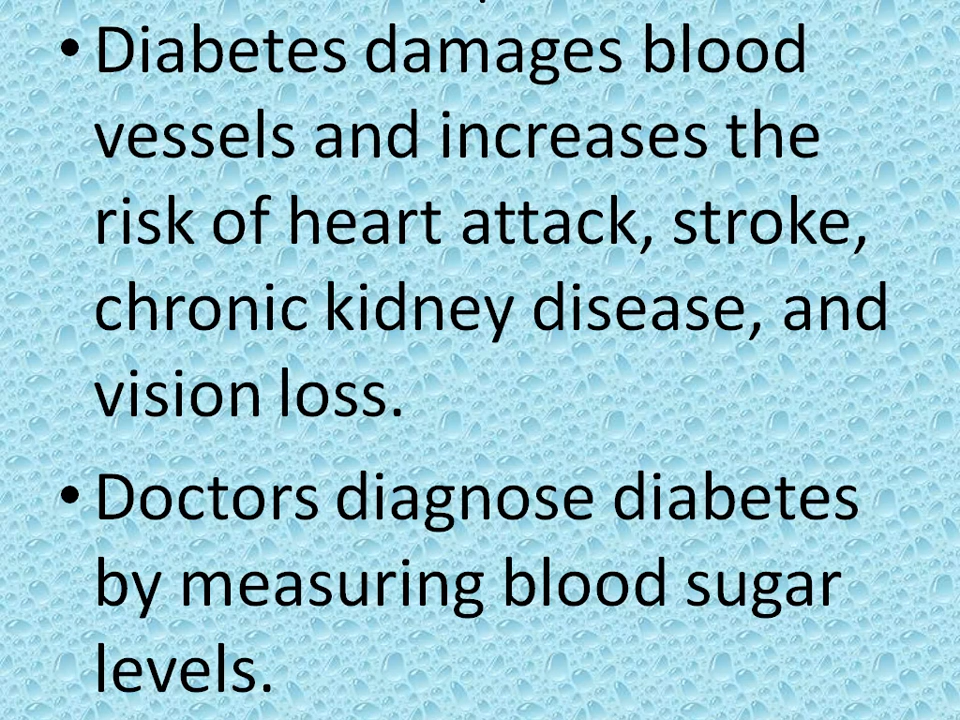 • Diabetes damages blood
vessels and increases the
risk of heart attack, stroke,
chronic kidney disease, and
vision loss.
• Doctors diagnose diabetes
by measuring blood sugar
levels.